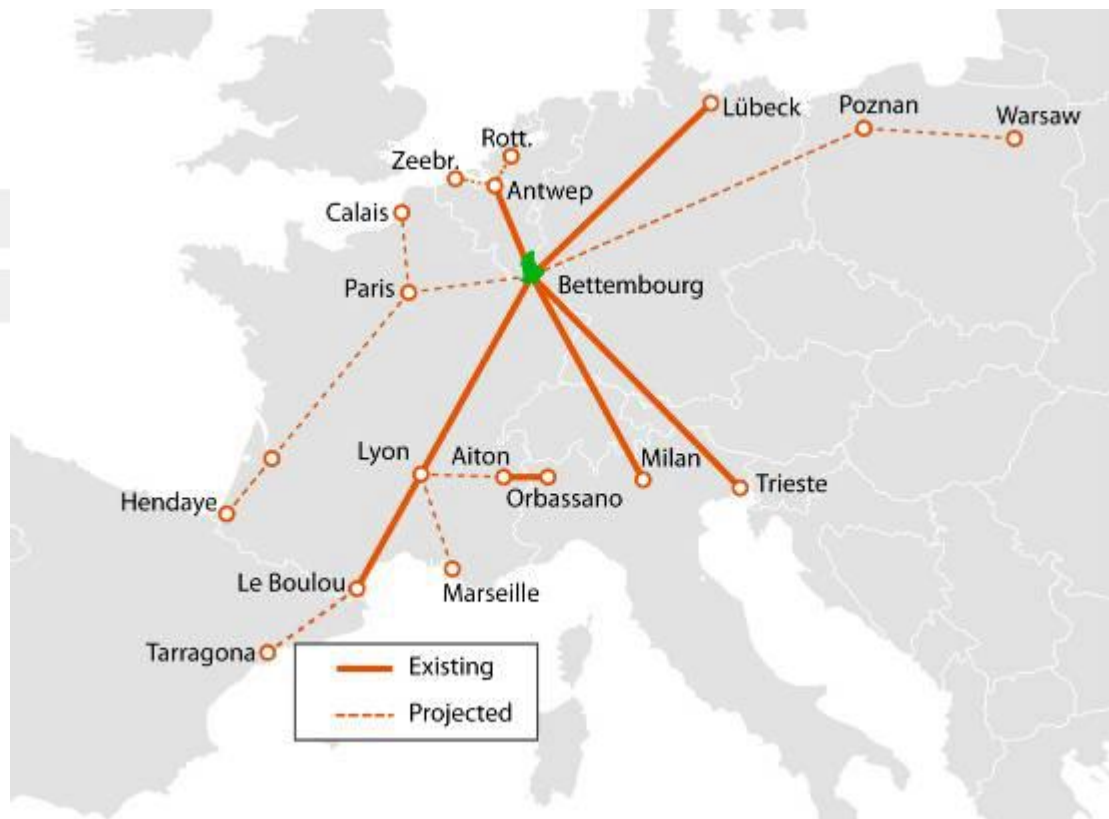 Lübeck
Poznan
Warsaw
Rott.
Zeebr.
Antwep
Calais
Paris
Bettembourg
Lyon
Aiton
Milan
Orbassano
Trieste
Hendaye
Le Boulou
Marseille
Tarragona
Existing
Projected